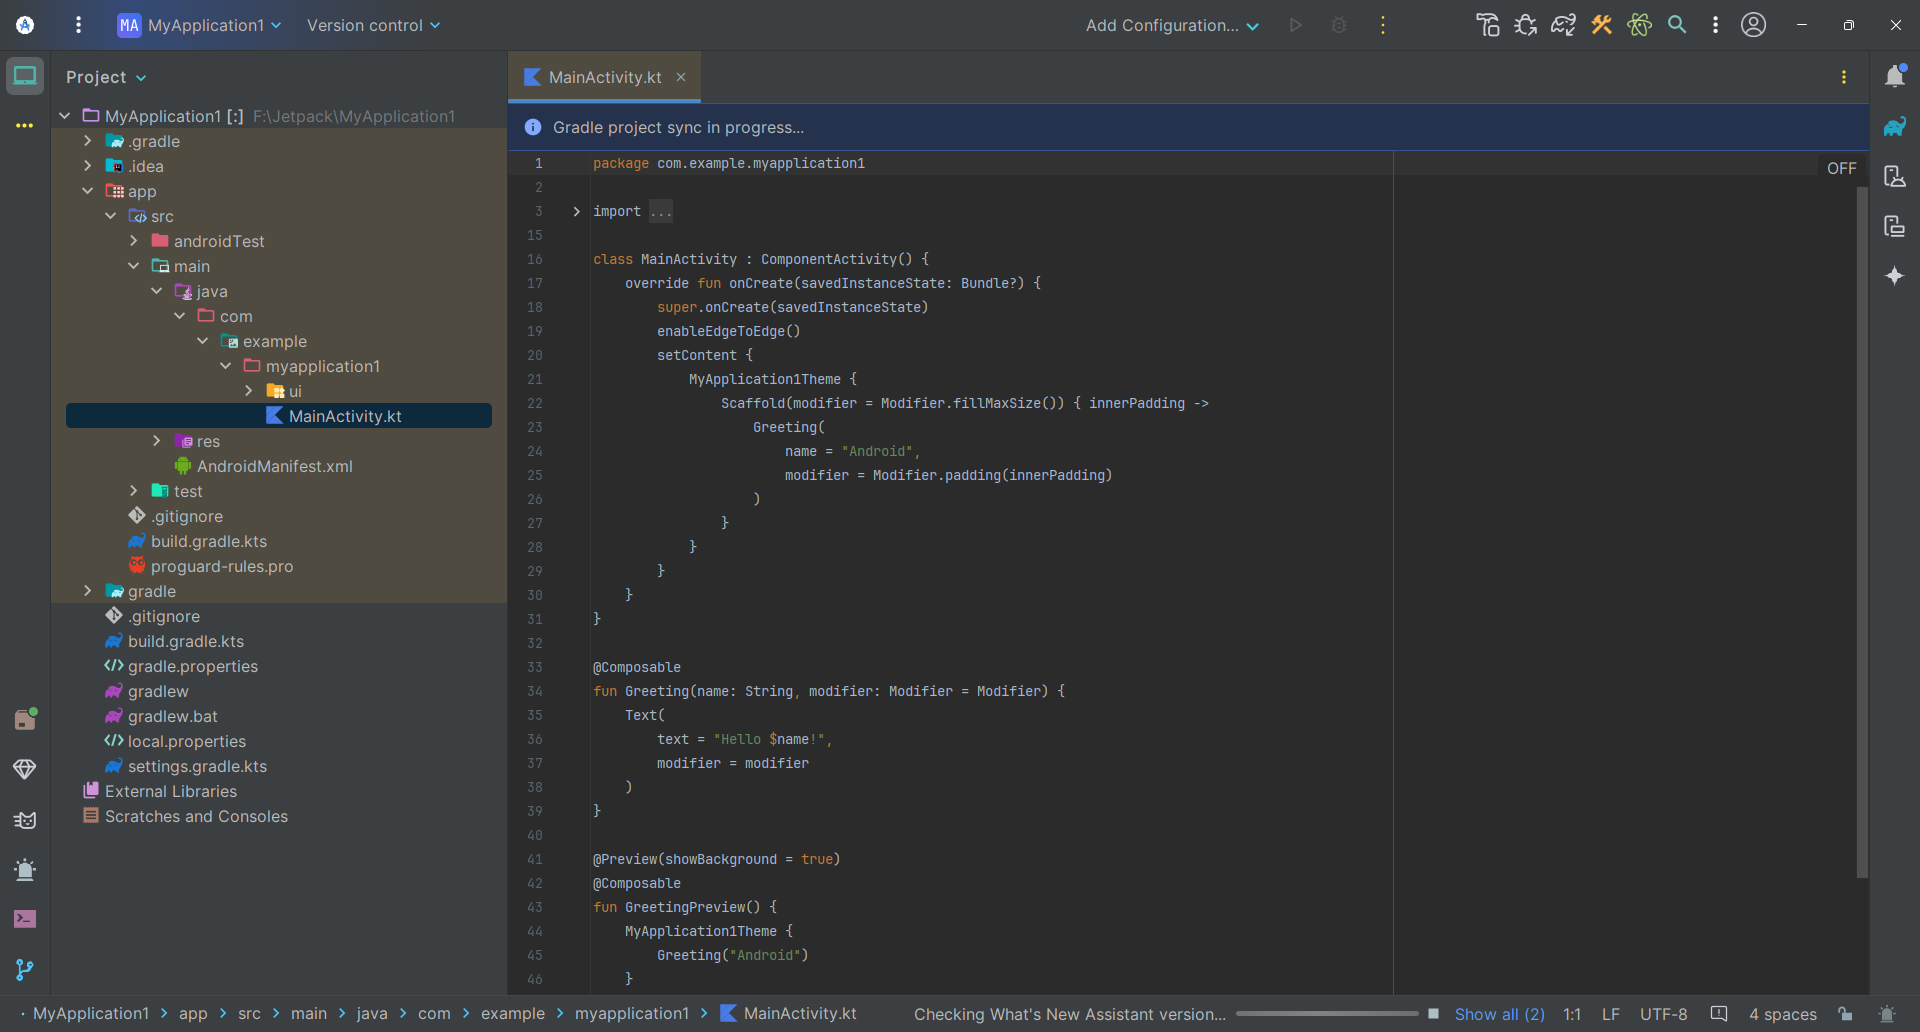 MA MyApplication1 Version control Add Configuration...
Project
MainActivity.kt
MyApplication1 [:] F:\Jetpack\MyApplication1
.gradle
.idea
app
src
androidTest
main
java
com
example
myapplication1
ui
MainActivity.kt
res
AndroidManifest.xml
test
.gitignore
build.gradle.kts
proguard-rules.pro
gradle
.gitignore
build.gradle.kts
gradle.properties
gradlew
gradlew.bat
local.properties
settings.gradle.kts
External Libraries
Scratches and Consoles
Gradle project sync in progress...
OFF
1 package com.example.myapplication1
2
3 import ...
15
16 class MainActivity : ComponentActivity() {
17 override fun onCreate(savedInstanceState: Bundle?) {
18 super.onCreate(savedInstanceState)
19 enableEdgeToEdge()
20 setContent {
21 MyApplication1Theme {
22 Scaffold(modifier = Modifier.fillMaxSize()) { innerPadding ->
23 Greeting(
24 name = "Android",
25 modifier = Modifier.padding(innerPadding)
26 )
27 }
28 }
29 }
30 }
31 }
32
33 @Composable
34 fun Greeting(name: String, modifier: Modifier = Modifier) {
35 Text(
36 text = "Hello $name!",
37 modifier = modifier
38 )
39 }
40
41 @Preview(showBackground = true)
42 @Composable
43 fun GreetingPreview() {
44 MyApplication1Theme {
45 Greeting("Android")
46 }
MyApplication1 > app > src > main > java > com > example > myapplication1 > MainActivity.kt Checking What's New Assistant version... Show all (2) 1:1 LF UTF-8 4 spaces